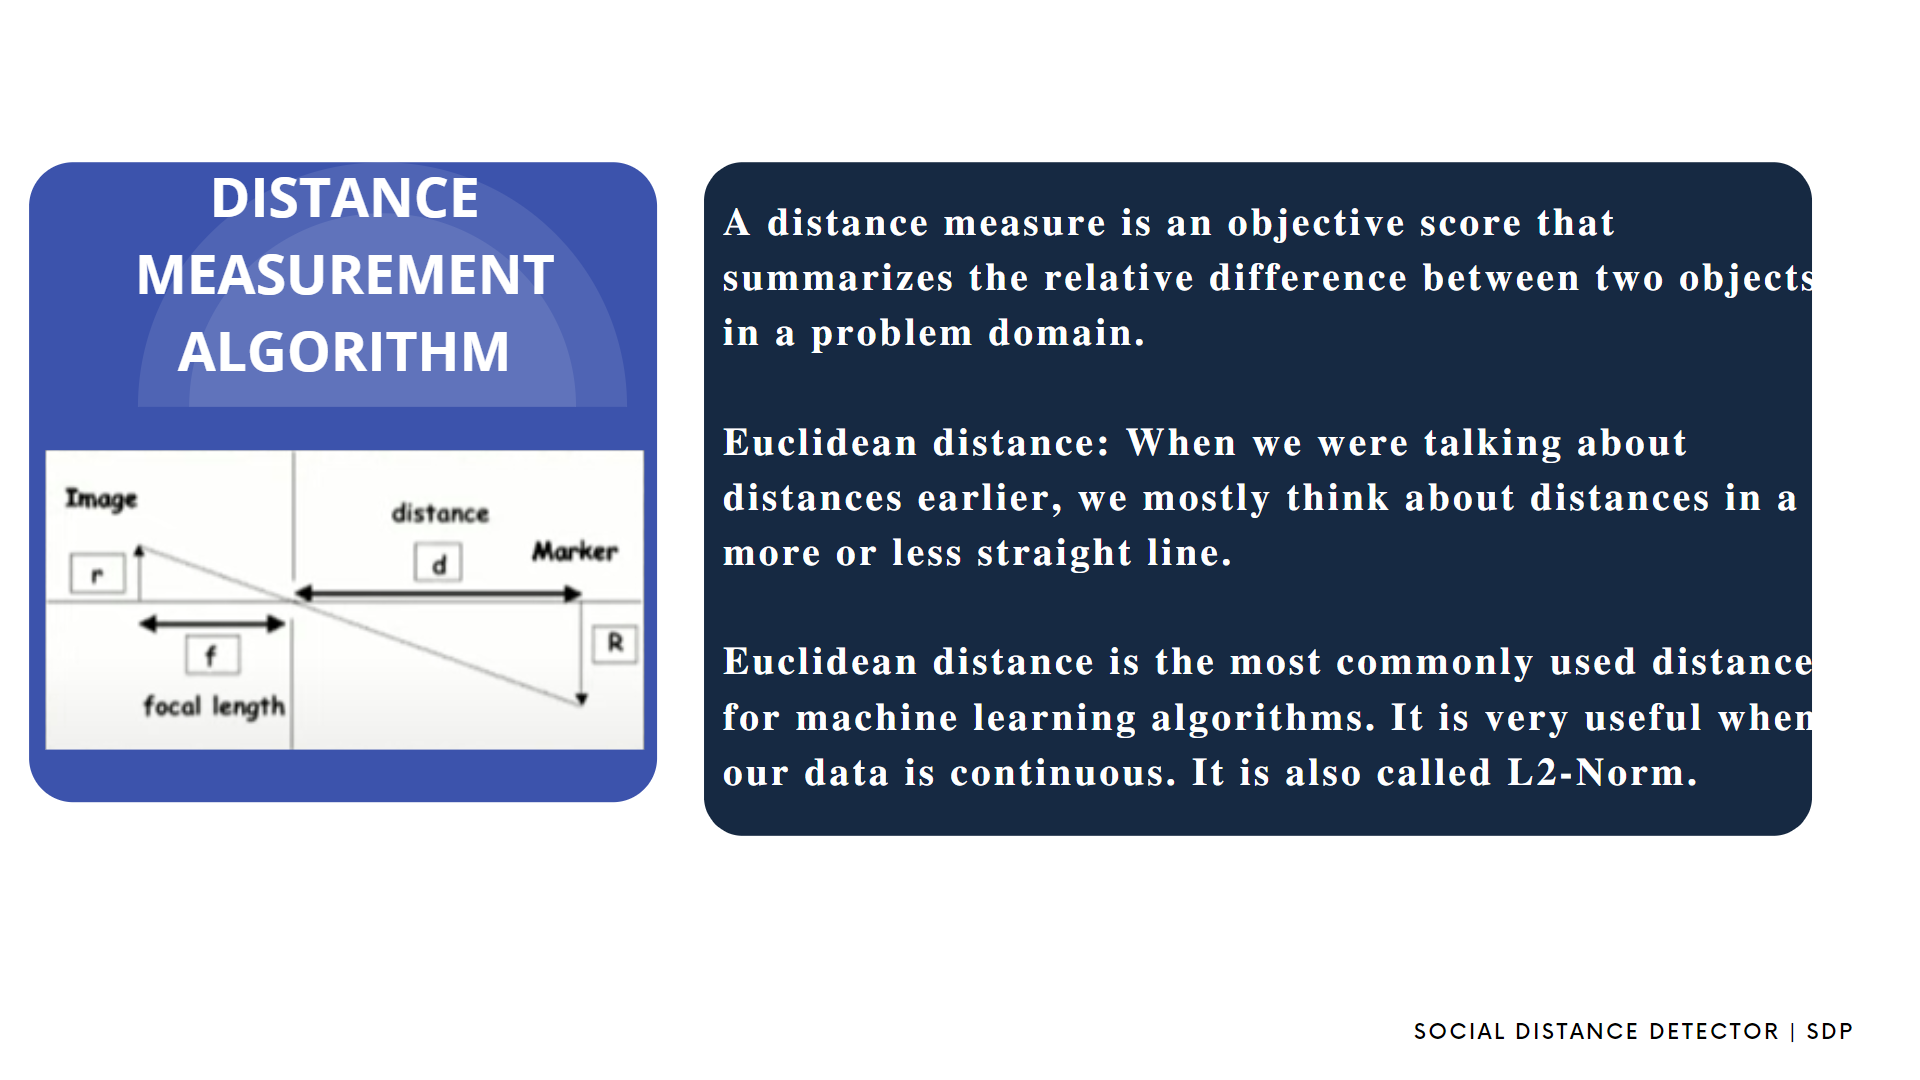 DISTANCE
MEASUREMENT
ALGORITHM
Image
distance
d
Marker
r
f
R
focal length
A distance measure is an objective score that
summarizes the relative difference between two objects
in a problem domain.
Euclidean distance: When we were talking about
distances earlier, we mostly think about distances in a
more or less straight line.
Euclidean distance is the most commonly used distance
for machine learning algorithms. It is very useful when
our data is continuous. It is also called L2-Norm.
SOCIAL DISTANCE DETECTOR | SDP